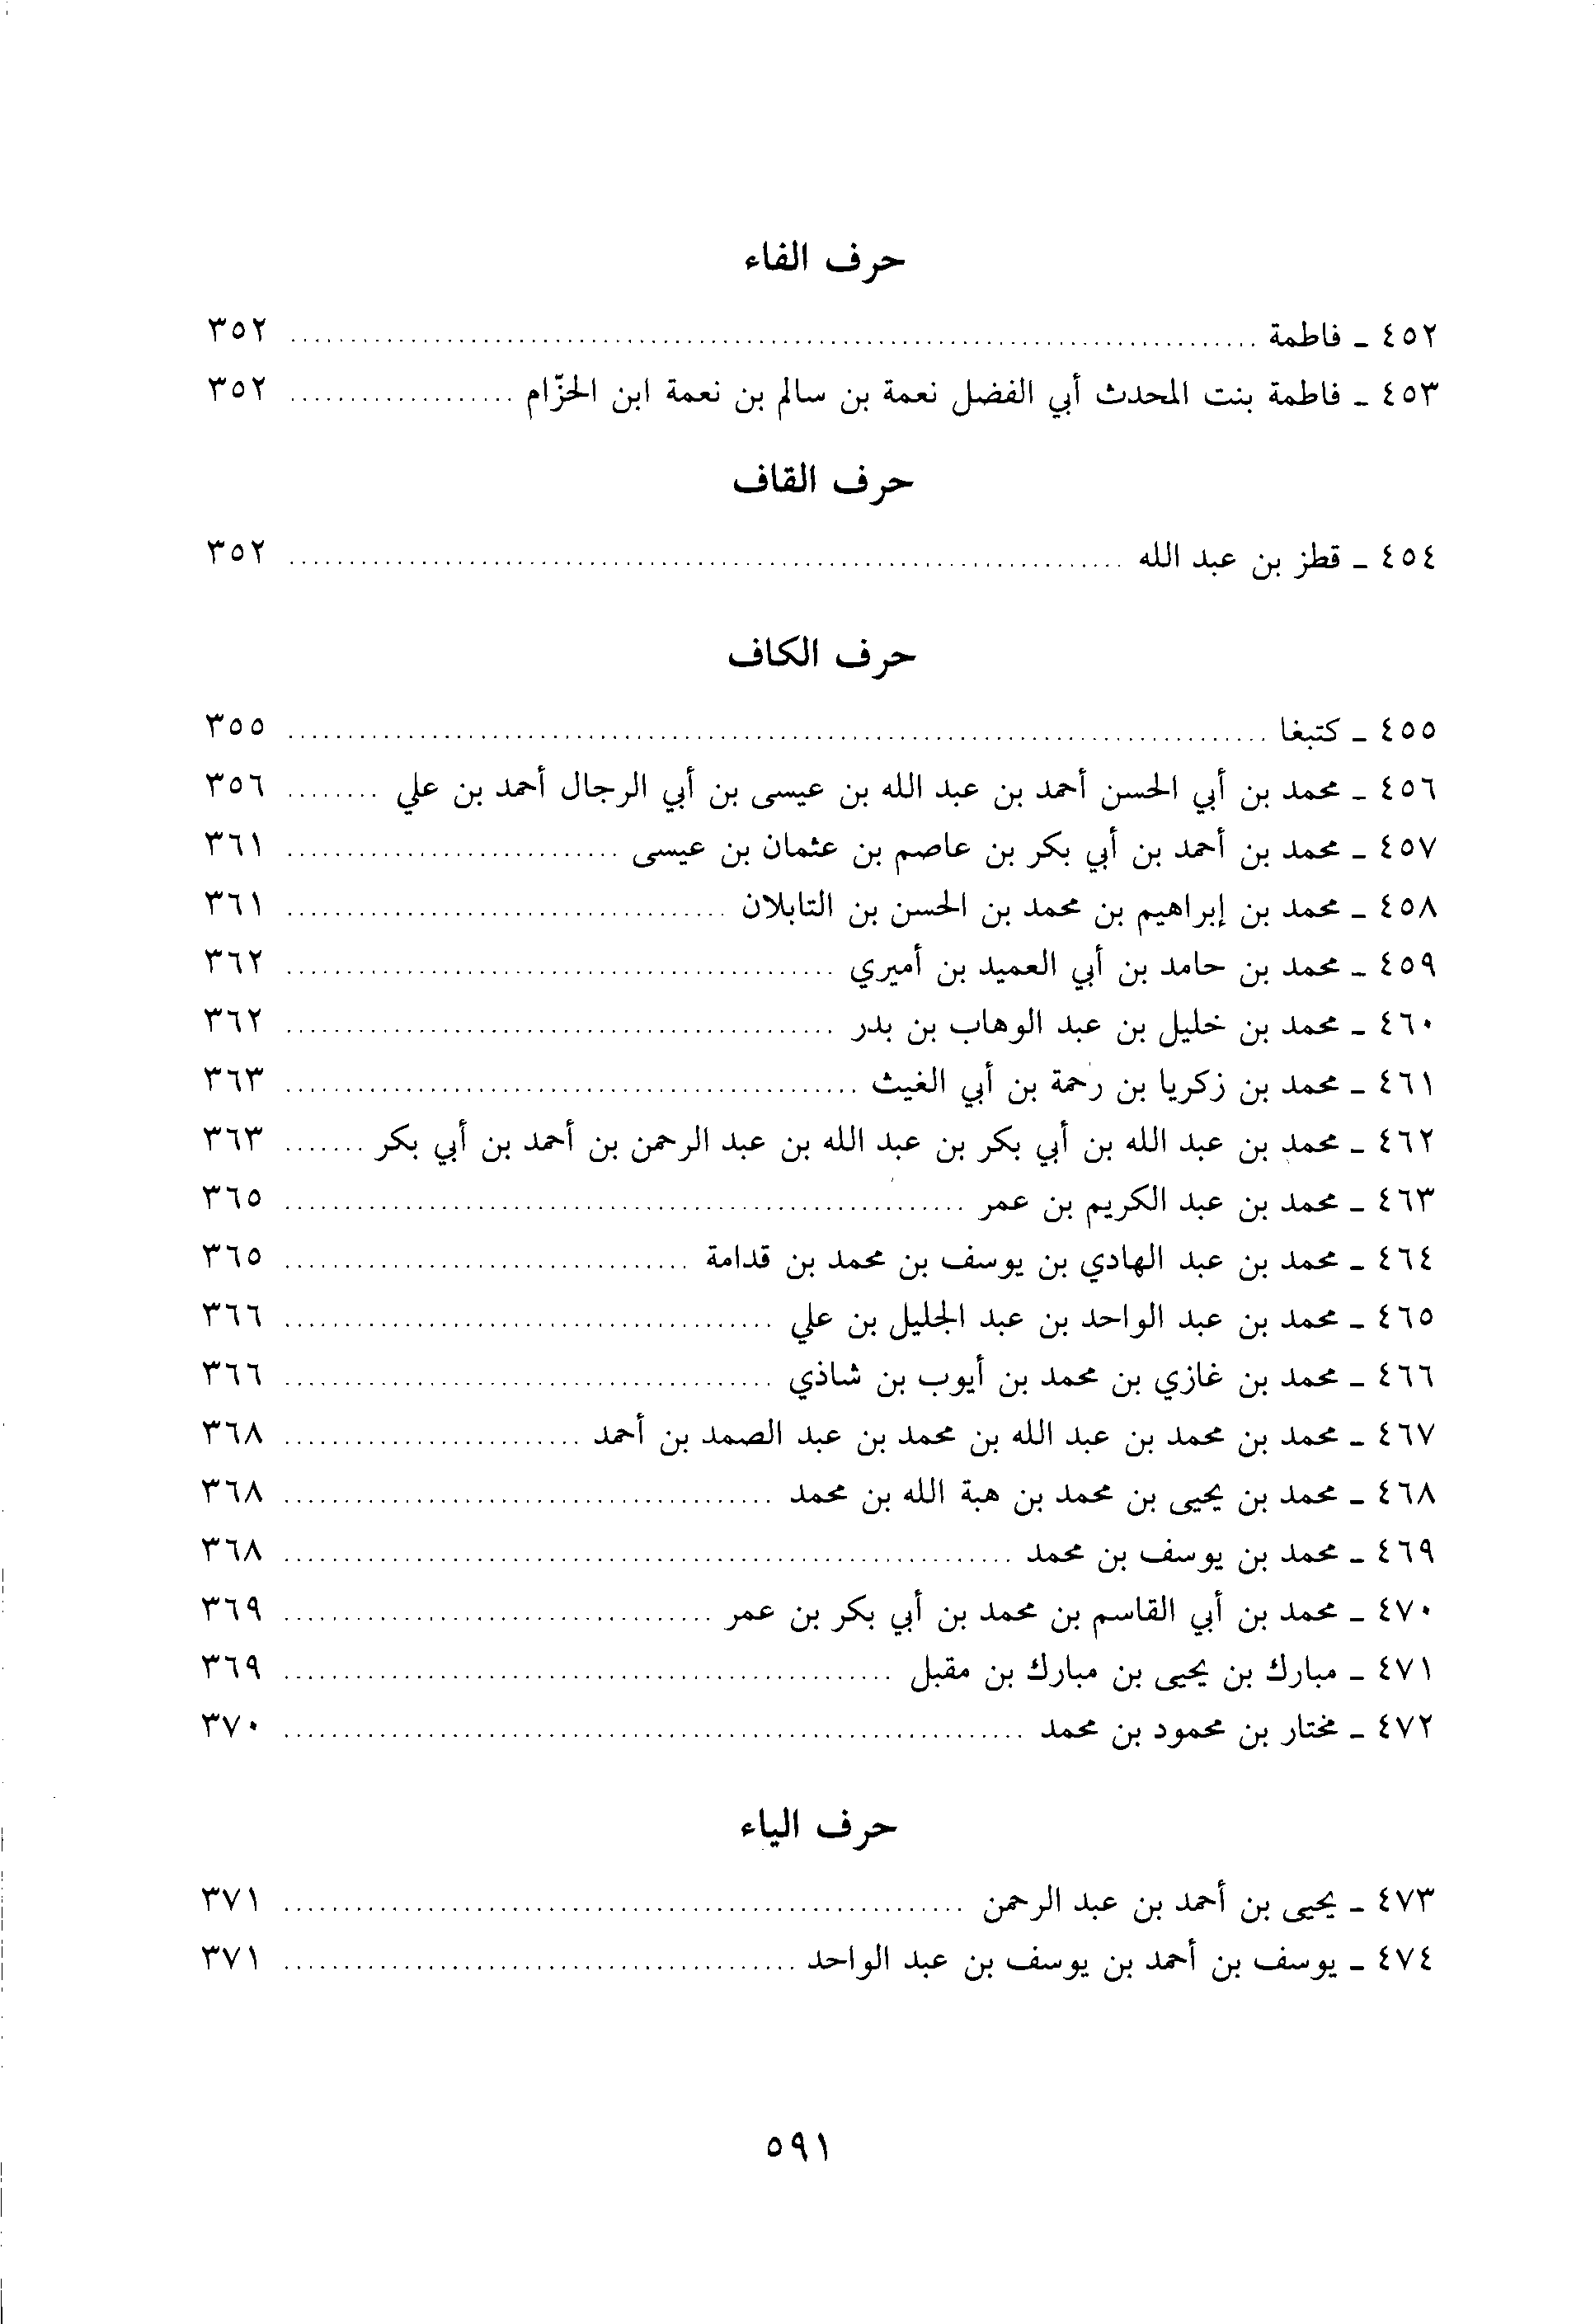 حرف الفاء
٤٥٢ - فاطمة ........ ٣٥٢
٤٥٣ - فاطمة بنت المحدث أبي الفضل نعمة بن سالم بن نعمة ابن الحزّام ........ ٣٥٢
حرف القاف
٤٥٤ - قطز بن عبد الله ........ ٣٥٢
حرف الكاف
٤٥٥ - كتبغا ........ ٣٥٥
٤٥٦ - محمد بن أبي الحسن أحمد بن عبد الله بن عيسى بن أبي الرجال أحمد بن علي ........ ٣٥٦
٤٥٧ - محمد بن أحمد بن أبي بكر بن عاصم بن عثمان بن عيسى ........ ٣٦١
٤٥٨ - محمد بن إبراهيم بن محمد بن الحسن بن التابلان ........ ٣٦١
٤٥٩ - محمد بن حامد بن أبي العميد بن أميري ........ ٣٦٢
٤٦٠ - محمد بن خليل بن عبد الوهاب بن بدر ........ ٣٦٢
٤٦١ - محمد بن زكريا بن رحمة بن أبي الغيث ........ ٣٦٣
٤٦٢ - محمد بن عبد الله بن أبي بكر بن عبد الله بن عبد الرحمن بن أحمد بن أبي بكر ....... ٣٦٣
٤٦٣ - محمد بن عبد الكريم بن عمر ........ ٣٦٥
٤٦٤ - محمد بن عبد الهادي بن يوسف بن محمد بن قدامة ........ ٣٦٥
٤٦٥ - محمد بن عبد الواحد بن عبد الجليل بن علي ........ ٣٦٦
٤٦٦ - محمد بن غازي بن محمد بن أيوب بن شاذي ........ ٣٦٦
٤٦٧ - محمد بن محمد بن عبد الله بن محمد بن عبد الصمد بن أحمد ........ ٣٦٨
٤٦٨ - محمد بن يحيى بن محمد بن هبة الله بن محمد ........ ٣٦٨
٤٦٩ - محمد بن يوسف بن محمد ........ ٣٦٨
٤٧٠ - محمد بن أبي القاسم بن محمد بن أبي بكر بن عمر ........ ٣٦٩
٤٧١ - مبارك بن يحيى بن مبارك بن مقبل ........ ٣٦٩
٤٧٢ - مختار بن محمود بن محمد ........ ٣٧٠
حرف الياء
٤٧٣ - يحيى بن أحمد بن عبد الرحمن ........ ٣٧١
٤٧٤ - يوسف بن أحمد بن يوسف بن عبد الواحد ........ ٣٧١
٥٩١